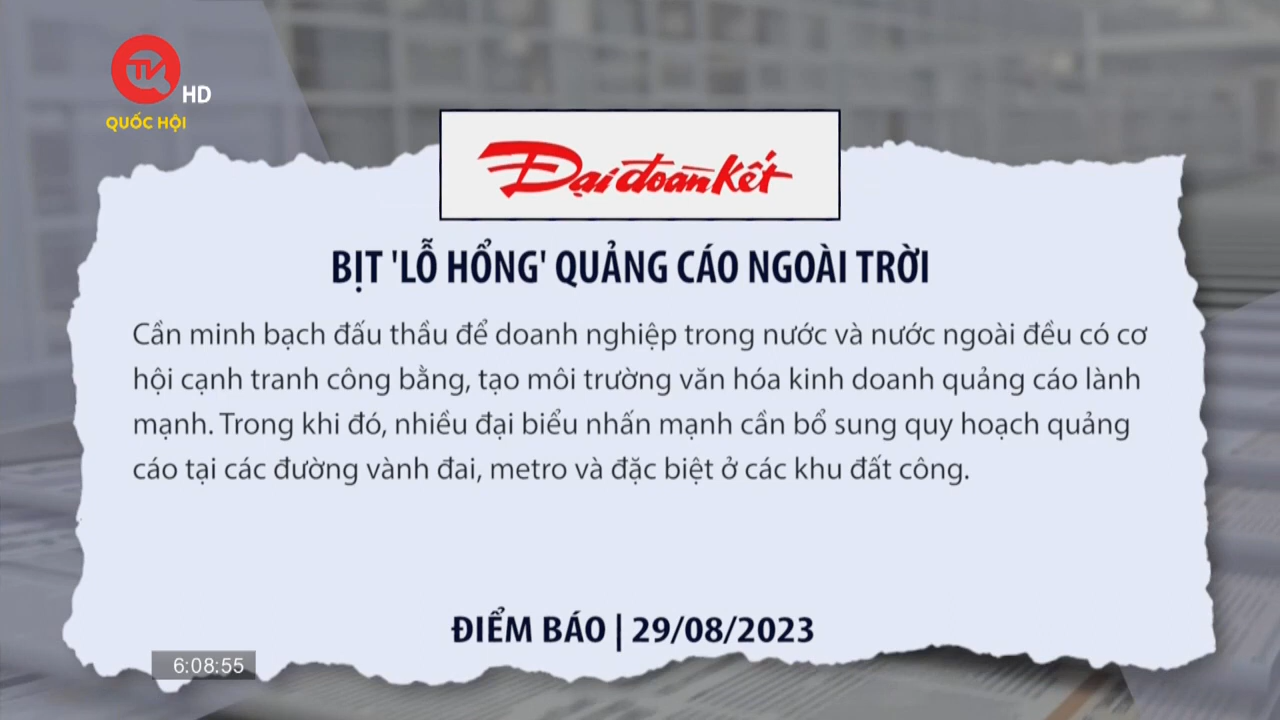 TV HD
QUỐC HỘI
Đại đoàn kết
BỊT 'LỖ HỔNG' QUẢNG CÁO NGOÀI TRỜI
Cần minh bạch đấu thầu để doanh nghiệp trong nước và nước ngoài đều có cơ
hội cạnh tranh công bằng, tạo môi trường văn hóa kinh doanh quảng cáo lành
mạnh. Trong khi đó, nhiều đại biểu nhấn mạnh cần bổ sung quy hoạch quảng
cáo tại các đường vành đai, metro và đặc biệt ở các khu đất công.
ĐIỂM BÁO | 29/08/2023
6:08:55